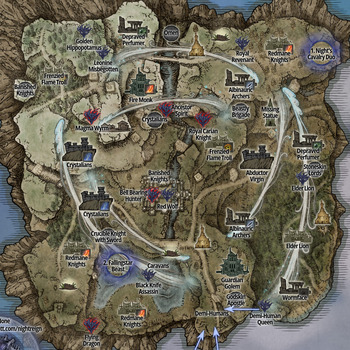 Depraved
Perfumer
Omen
Golden
Hippopotamus
Royal
Revenant
Redmane
Knights
1. Night's
Cavalry Duo
Leonine
Misbegotten
Frenzied
Flame Troll
Albinauric
Archers
Banished
Knights
Fire Monk
Ancestor
Spirit
Beastly
Brigade
Missing
Statue
Magma Wyrm
Crystalians
Royal Carian
Knight
Depraved
Perfumer
Frenzied
Flame Troll
Crystalians
Stoneskin
Lords
Banished
Knights
Abductor
Virgin
Elder Lion
Bell Bearing
Hunter
Red Wolf
Crystalians
Albinauric
Archers
Crucible Knight
with Sword
Elder Lion
Redmane
Knights
2. Fallingstar
Beast
Caravans
Guardian
Golem
Black Knife
Assassin
Godskin
Apostle
Wormface
Redmane
Knights
Demi-Humans
Demi-Human
Queen
Flying
Dragon
tt.com/nightreign